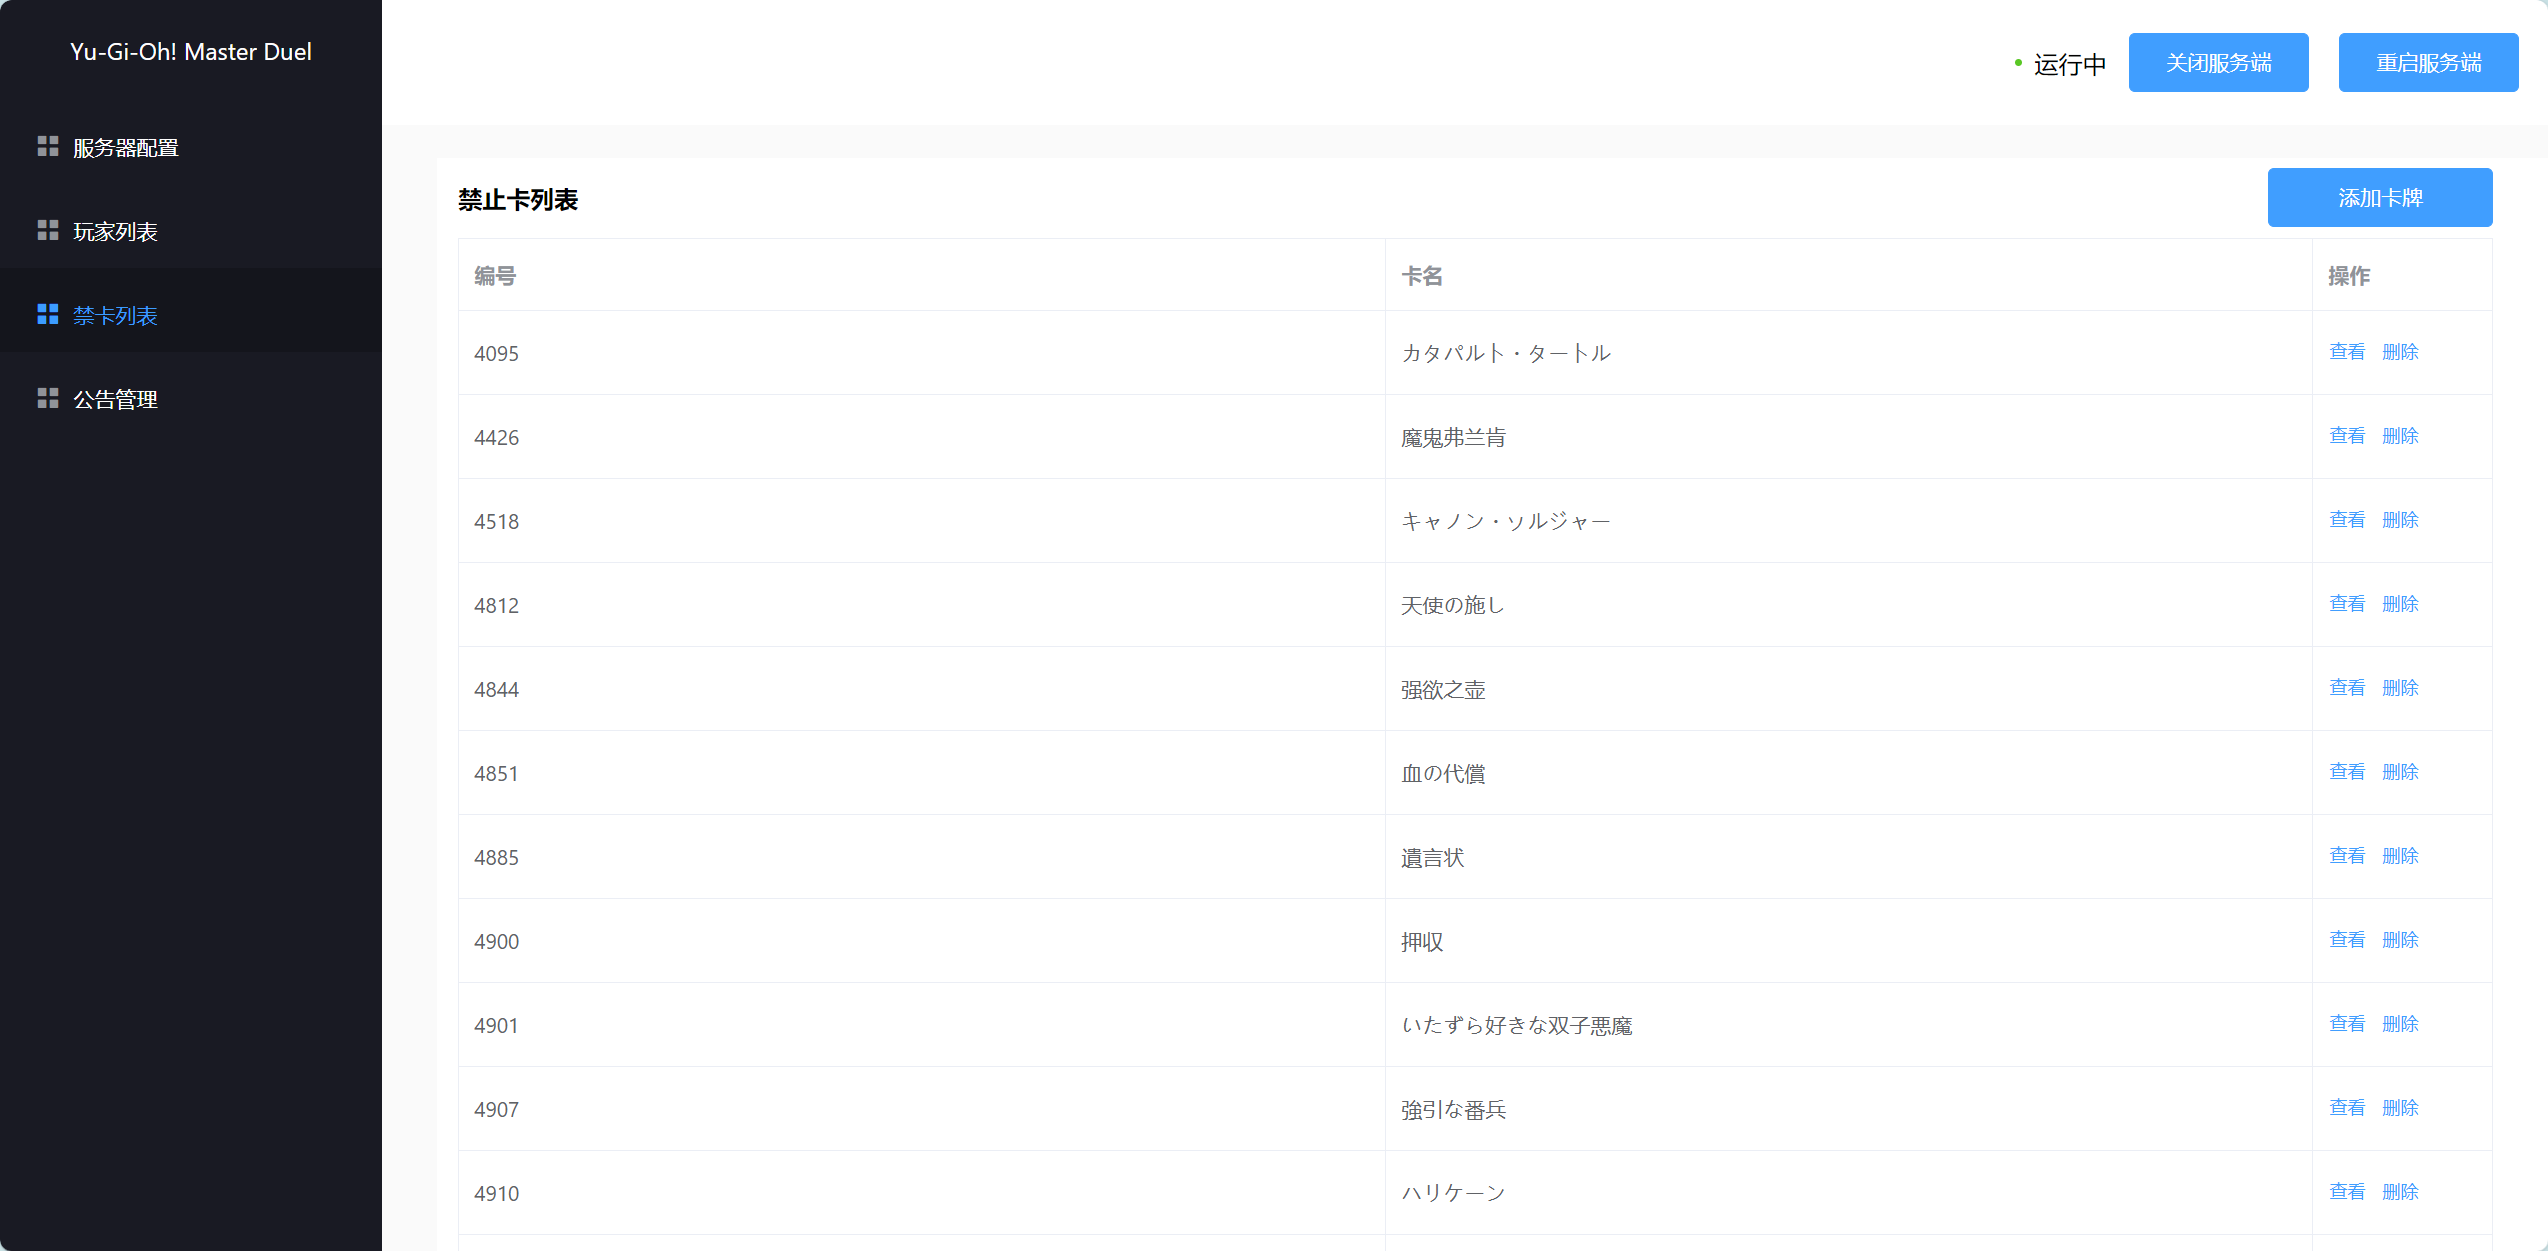 Yu-Gi-Oh! Master Duel
服务器配置
玩家列表
禁卡列表
公告管理
运行中 关闭服务端 重启服务端
禁止卡列表 添加卡牌
编号 卡名 操作
4095 カタパルト・タートル 查看 删除
4426 魔鬼弗兰肯 查看 删除
4518 キャノン・ソルジャー 查看 删除
4812 天使の施し 查看 删除
4844 强欲之壶 查看 删除
4851 血の代償 查看 删除
4885 遺言状 查看 删除
4900 押収 查看 删除
4901 いたずら好きな双子悪魔 查看 删除
4907 強引な番兵 查看 删除
4910 ハリケーン 查看 删除